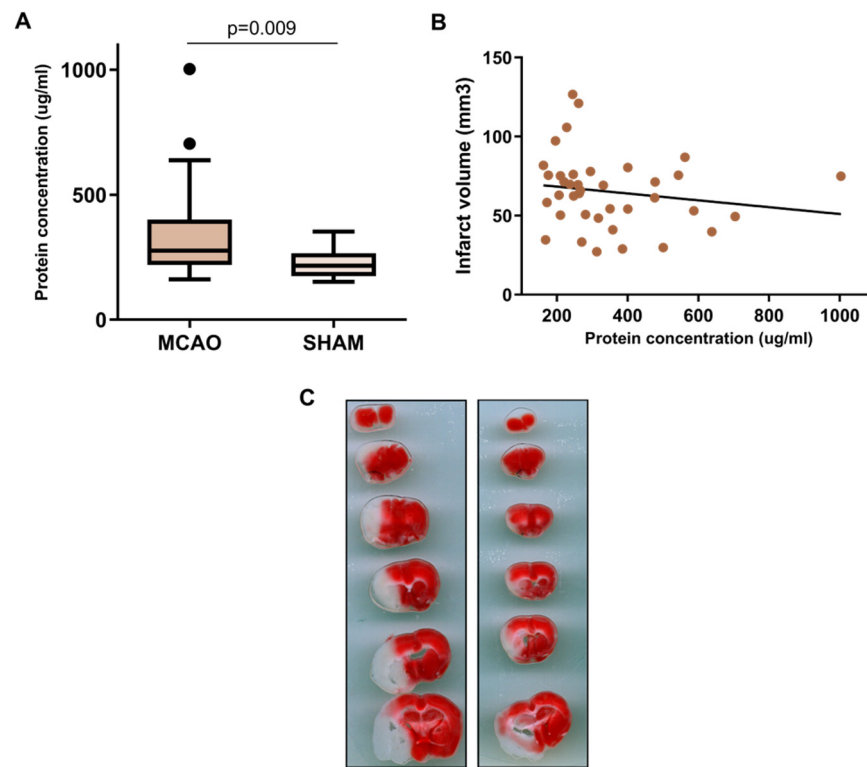 A
p=0.009
Protein concentration (ug/ml)
1000
500
0
MCAO
SHAM
B
Infarct volume (mm3)
150
100
50
0
200
400
600
800
1000
Protein concentration (ug/ml)
C